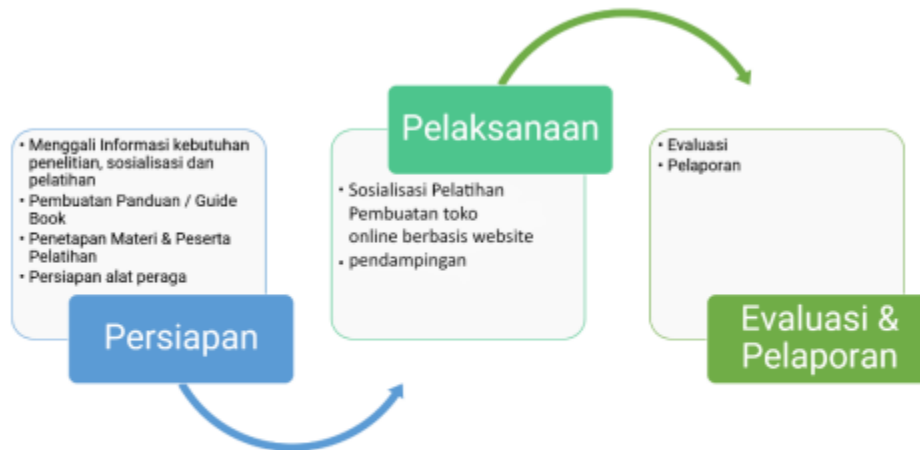 • Menggali Informasi kebutuhan
penelitian, sosialisasi dan
pelatihan
• Pembuatan Panduan / Guide
Book
• Penetapan Materi & Peserta
Pelatihan
• Persiapan alat peraga
Persiapan
Pelaksanaan
• Sosialisasi Pelatihan
Pembuatan toko
online berbasis website
• pendampingan
• Evaluasi
• Pelaporan
Evaluasi &
Pelaporan